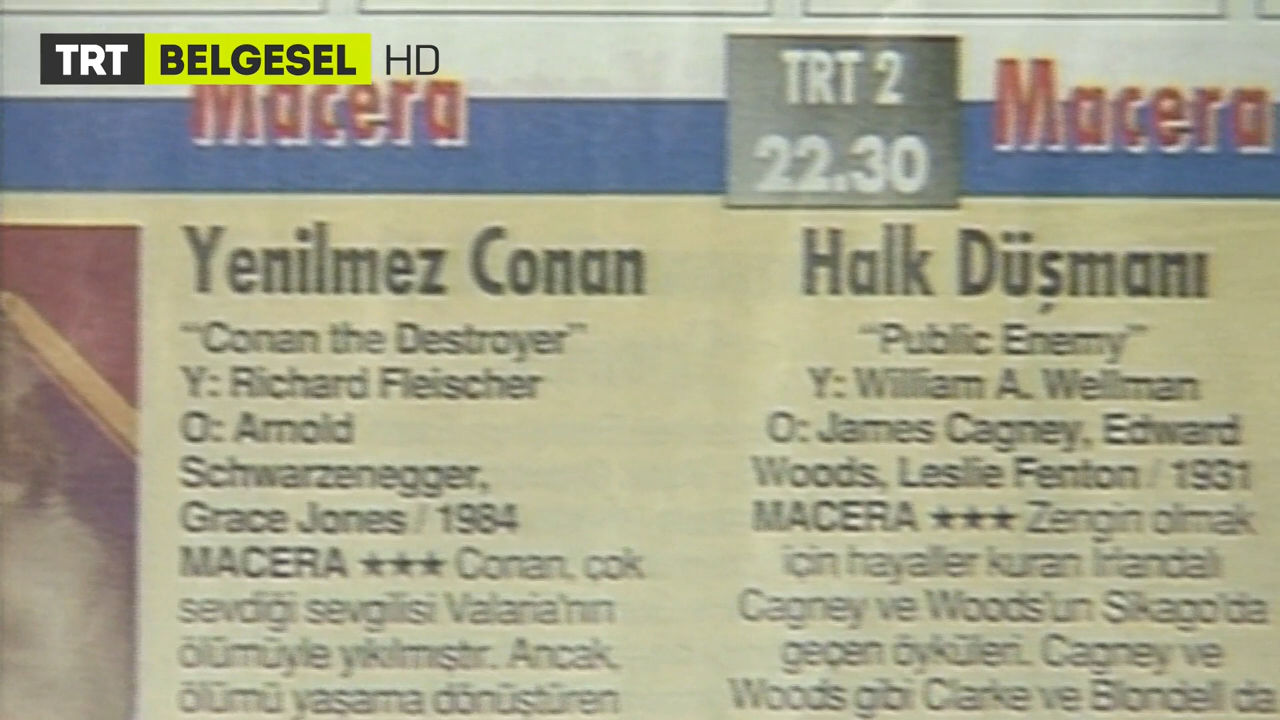 TRT BELGESEL HD
Macera
Yenilmez Conan
"Conan the Destroyer"
Y: Richard Fleischer
O: Arnold
Schwarzenegger,
Grace Jones / 1984
MACERA ★★★ Conan, çok
sevdiği sevgilisi Valaria'nın
ölümüyle yıkılmıştır. Ancak,
ölümü yaşama dönüştüren
TRT 2
22.30
Macera
Halk Düşmanı
"Public Enemy"
Y: William A. Wellman
O: James Cagney, Edward
Woods, Leslie Fenton / 1931
MACERA ★★★ Zengin olmak
için hayaller kuran İrlandalı
Cagney ve Woods'un Şikago'da
geçen öyküleri. Cagney ve
Woods gibi Clarke ve Blondell da